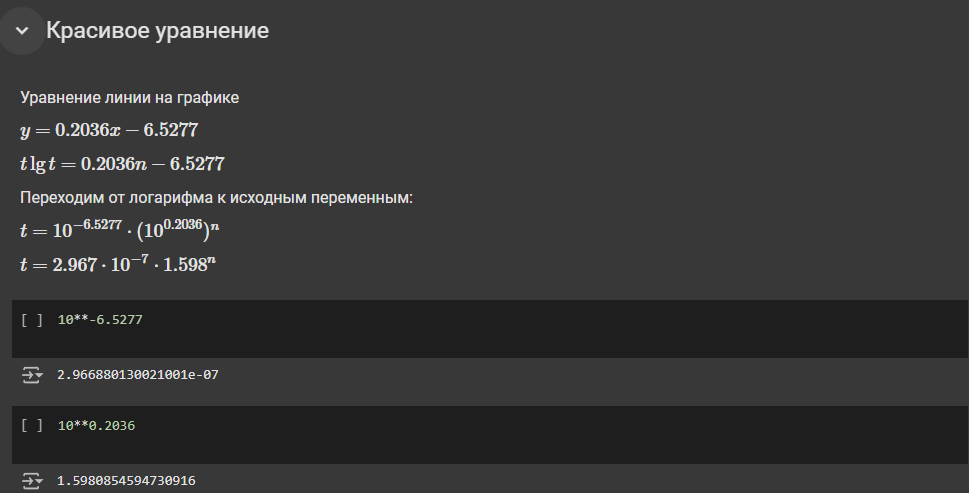 Красивое уравнение
Уравнение линии на графике
y = 0.2036x − 6.5277
t lg t = 0.2036n − 6.5277
Переходим от логарифма к исходным переменным:
t = 10^{−6.5277} · (10^{0.2036})^n
t = 2.967 · 10^{−7} · 1.598^n
[ ] 10**-6.5277
2.966880130021001e-07
[ ] 10**0.2036
1.5980854594730916